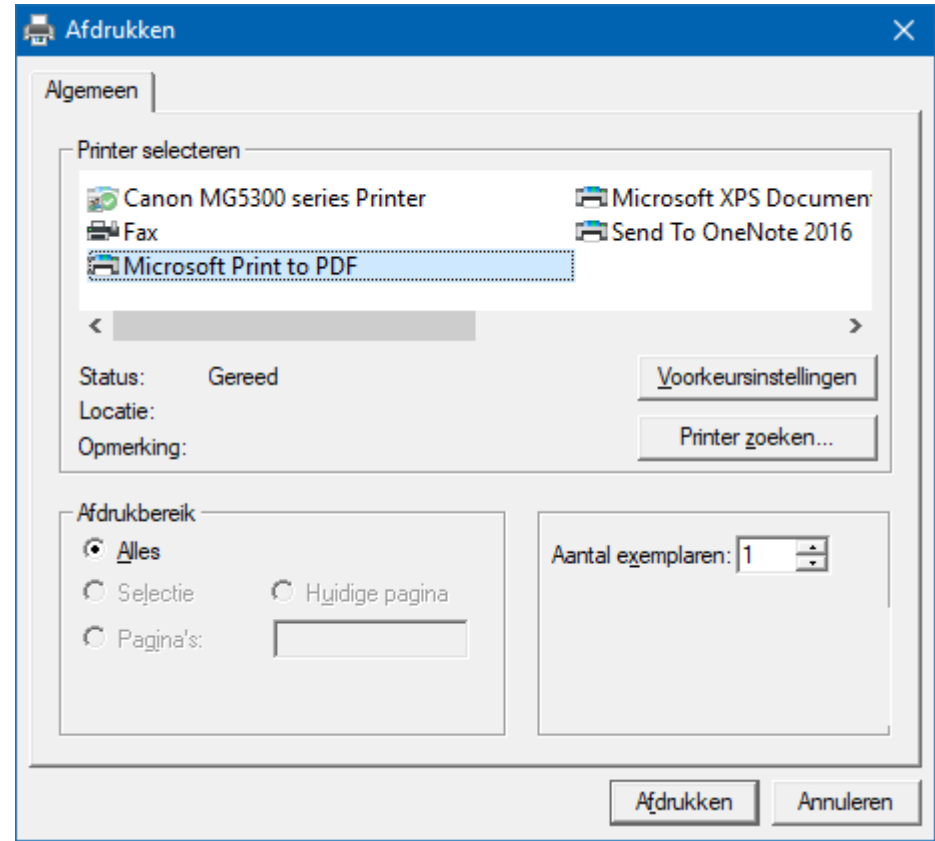 Afdrukken
Algemeen
Printer selecteren
Canon MG5300 series Printer
Microsoft XPS Documen
Fax
Send To OneNote 2016
Microsoft Print to PDF
Status: Gereed
Voorkeursinstellingen
Locatie:
Opmerking:
Printer zoeken...
Afdrukbereik
Alles
Aantal exemplaren: 1
Selectie
Huidige pagina
Pagina's:
Afdrukken
Annuleren